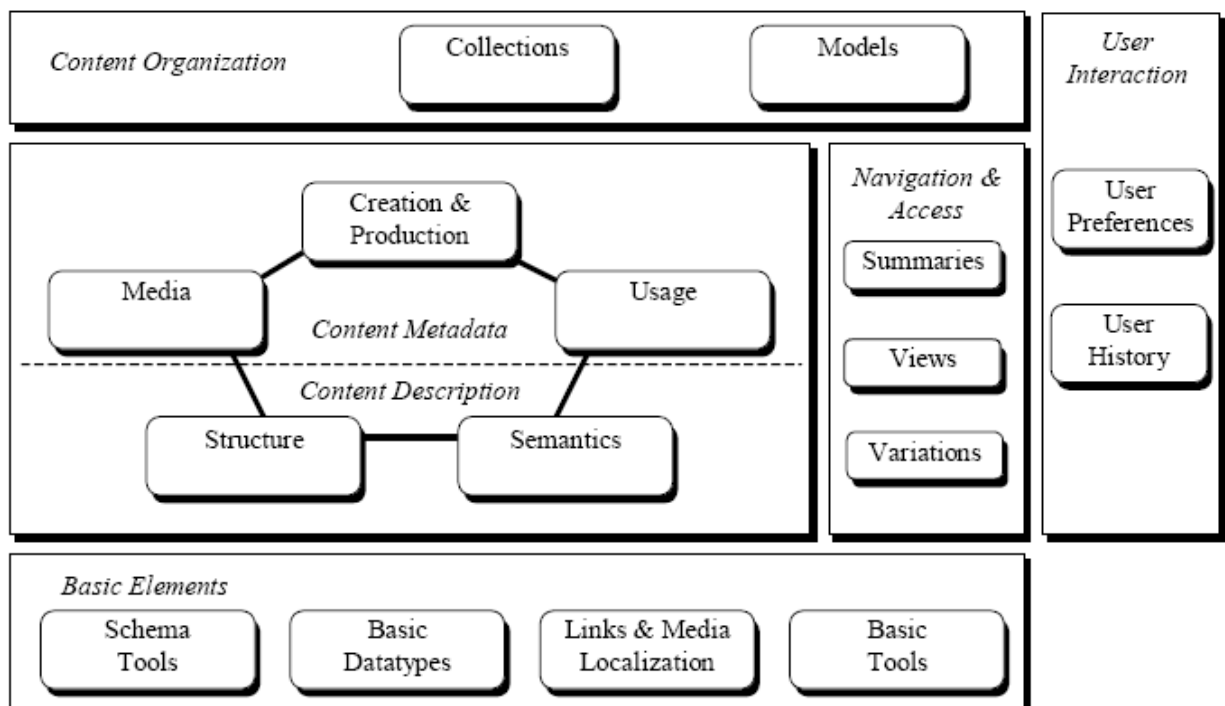 Content Organization
Collections
Models
User
Interaction
Creation &
Production
Media
Usage
Content Metadata
Content Description
Structure
Semantics
Navigation &
Access
Summaries
Views
Variations
User
Preferences
User
History
Basic Elements
Schema
Tools
Basic
Datatypes
Links & Media
Localization
Basic
Tools